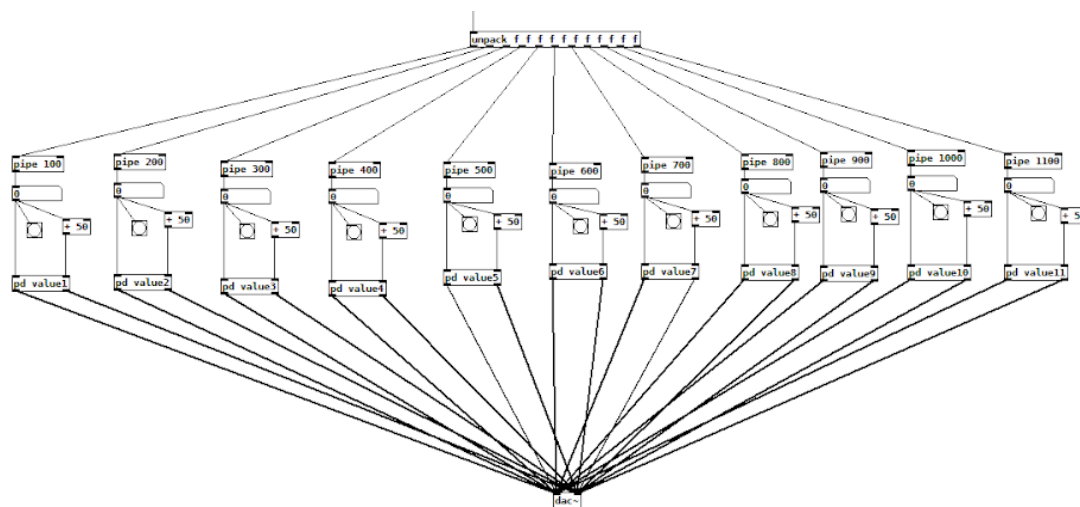 unpack f f f f f f f f f f f
pipe 100
pipe 200
pipe 300
pipe 400
pipe 500
pipe 600
pipe 700
pipe 800
pipe 900
pipe 1000
pipe 1100
0
0
0
0
0
0
0
0
0
0
0
+ 50
+ 50
+ 50
+ 50
+ 50
+ 50
+ 50
+ 50
+ 50
+ 50
+ 5
pd value1
pd value2
pd value3
pd value4
pd value5
pd value6
pd value7
pd value8
pd value9
pd value10
pd value11
dac~